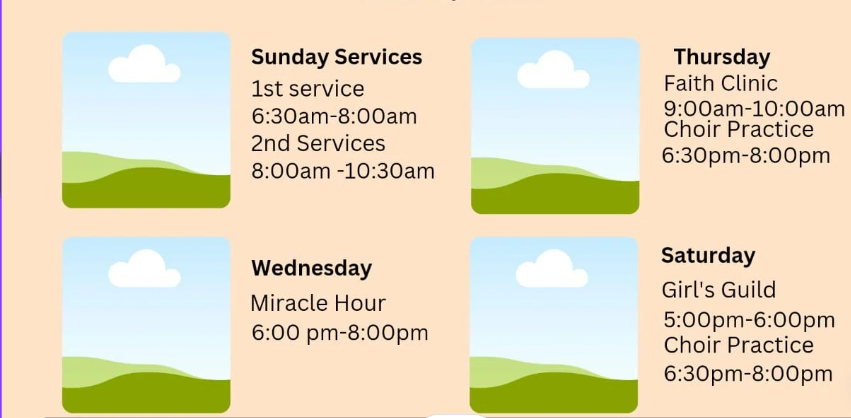 Sunday Services
1st service
6:30am-8:00am
2nd Services
8:00am -10:30am
Thursday
Faith Clinic
9:00am-10:00am
Choir Practice
6:30pm-8:00pm
Wednesday
Miracle Hour
6:00 pm-8:00pm
Saturday
Girl's Guild
5:00pm-6:00pm
Choir Practice
6:30pm-8:00pm